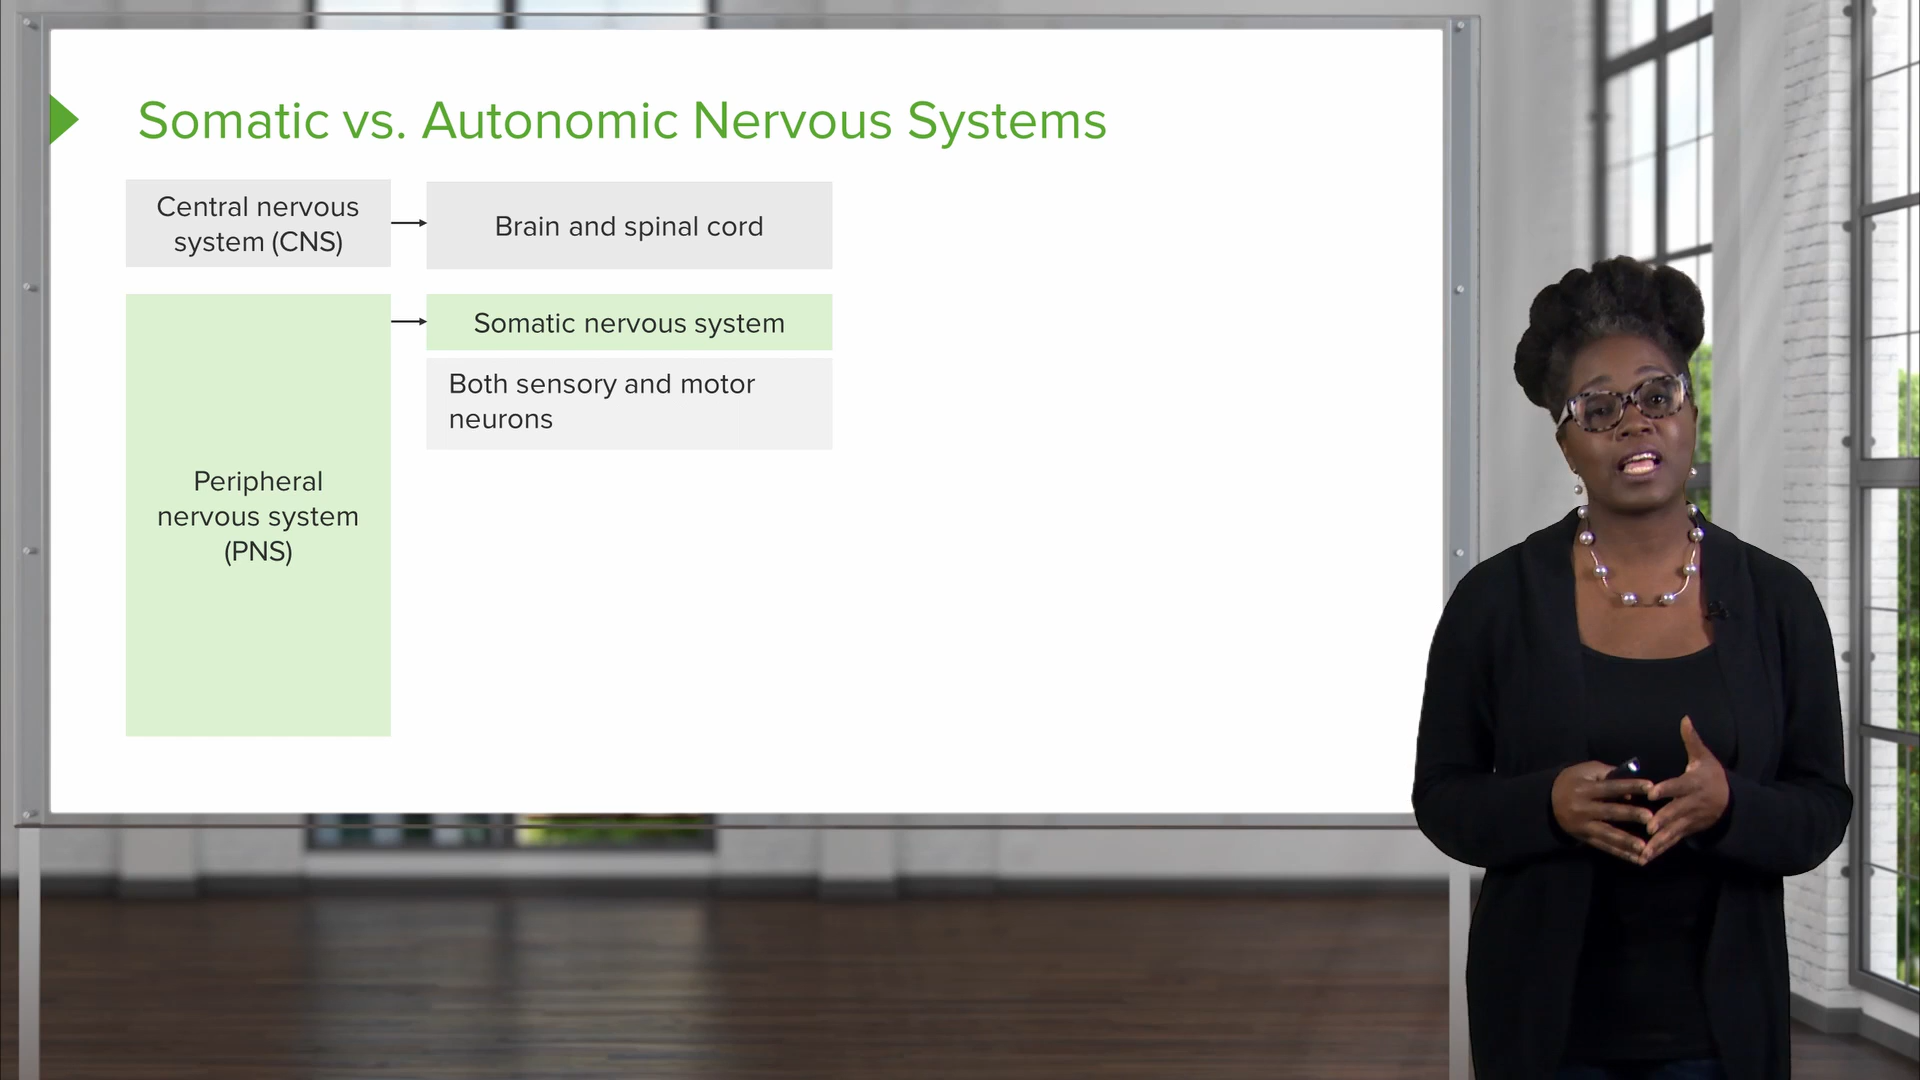 Somatic vs. Autonomic Nervous Systems
Central nervous
system (CNS)
Brain and spinal cord
Peripheral
nervous system
(PNS)
Somatic nervous system
Both sensory and motor
neurons